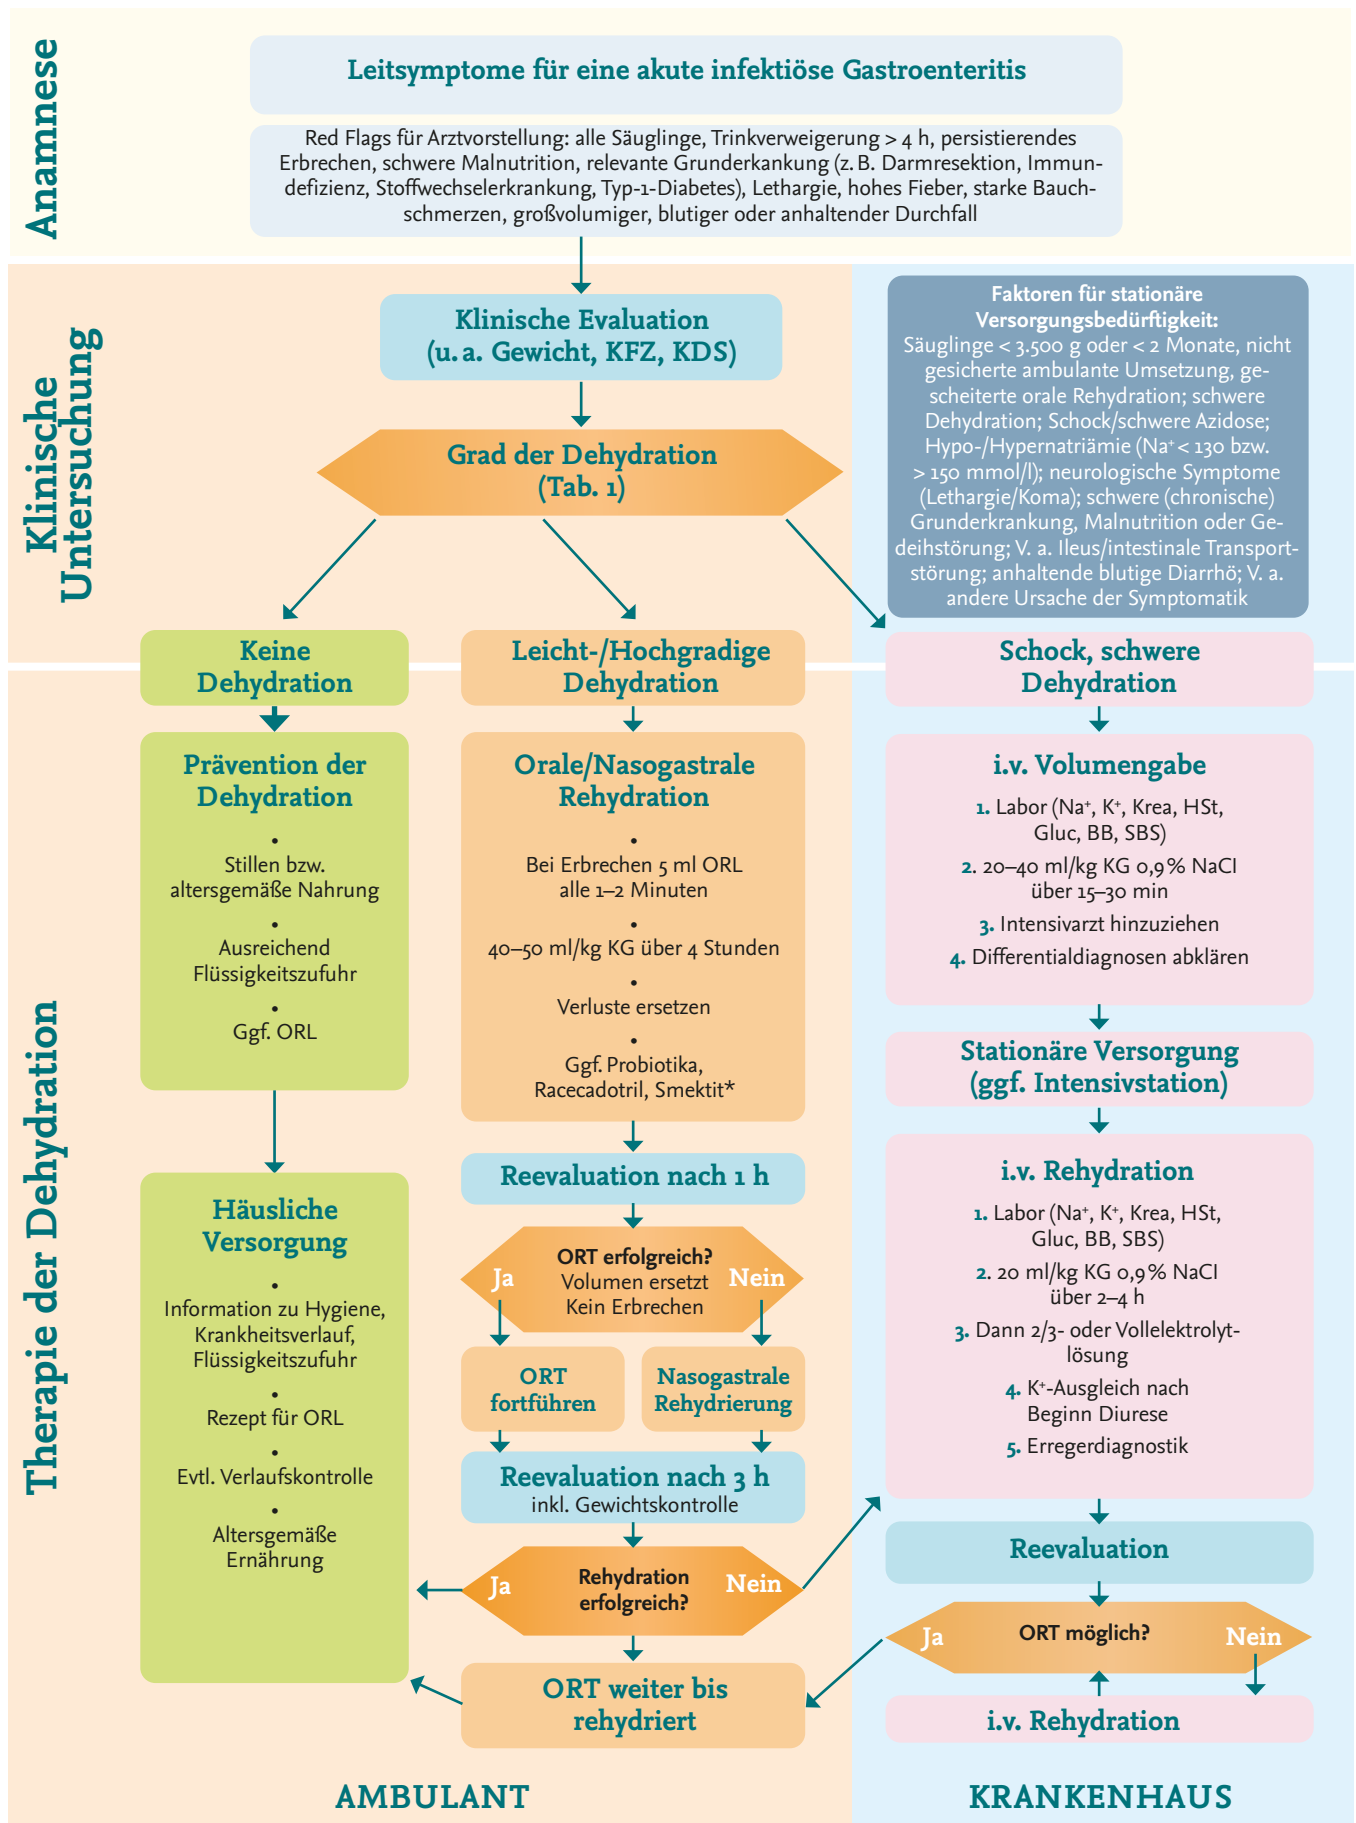 Anamnese
Leitsymptome für eine akute infektiöse Gastroenteritis
Red Flags für Arztvorstellung: alle Säuglinge, Trinkverweigerung > 4 h, persistierendes
Erbrechen, schwere Malnutrition, relevante Grunderkankung (z. B. Darmresektion, Immun-
defizienz, Stoffwechselerkrankung, Typ-1-Diabetes), Lethargie, hohes Fieber, starke Bauch-
schmerzen, großvolumiger, blutiger oder anhaltender Durchfall
Klinische
Untersuchung
Klinische Evaluation
(u. a. Gewicht, KFZ, KDS)
Grad der Dehydration
(Tab. 1)
Faktoren für stationäre
Versorgungsbedürftigkeit:
Säuglinge < 3.500 g oder < 2 Monate, nicht
gesicherte ambulante Umsetzung, ge-
scheiterte orale Rehydration; schwere
Dehydration; Schock/schwere Azidose;
Hypo-/Hypernatriämie (Na⁺ < 130 bzw.
> 150 mmol/l); neurologische Symptome
(Lethargie/Koma); schwere (chronische)
Grunderkrankung, Malnutrition oder Ge-
deihstörung; V. a. Ileus/intestinale Transport-
störung; anhaltende blutige Diarrhö; V. a.
andere Ursache der Symptomatik
Therapie der Dehydration
Keine
Dehydration
Prävention der
Dehydration
•
Stillen bzw.
altersgemäße Nahrung
•
Ausreichend
Flüssigkeitszufuhr
•
Ggf. ORL
Häusliche
Versorgung
•
Information zu Hygiene,
Krankheitsverlauf,
Flüssigkeitszufuhr
•
Rezept für ORL
•
Evtl. Verlaufskontrolle
•
Altersgemäße
Ernährung
Leicht-/Hochgradige
Dehydration
Orale/Nasogastrale
Rehydration
•
Bei Erbrechen 5 ml ORL
alle 1–2 Minuten
•
40–50 ml/kg KG über 4 Stunden
•
Verluste ersetzen
•
Ggf. Probiotika,
Racecadotril, Smektit*
Reevaluation nach 1 h
ORT erfolgreich?
Ja
Volumen ersetzt
Nein
Kein Erbrechen
ORT
fortführen
Nasogastrale
Rehydrierung
Reevaluation nach 3 h
inkl. Gewichtskontrolle
Ja
Rehydration
erfolgreich?
Nein
ORT weiter bis
rehydriert
Schock, schwere
Dehydration
i.v. Volumengabe
1. Labor (Na⁺, K⁺, Krea, HSt,
Gluc, BB, SBS)
2. 20–40 ml/kg KG 0,9 % NaCl
über 15–30 min
3. Intensivarzt hinzuziehen
4. Differentialdiagnosen abklären
Stationäre Versorgung
(ggf. Intensivstation)
i.v. Rehydration
1. Labor (Na⁺, K⁺, Krea, HSt,
Gluc, BB, SBS)
2. 20 ml/kg KG 0,9 % NaCl
über 2–4 h
3. Dann 2/3- oder Vollelektrolyt-
lösung
4. K⁺-Ausgleich nach
Beginn Diurese
5. Erregerdiagnostik
Reevaluation
Ja
ORT möglich?
Nein
i.v. Rehydration
AMBULANT
KRANKENHAUS